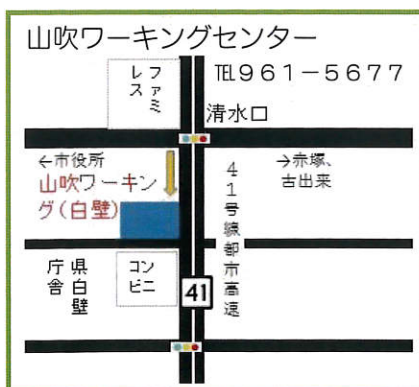 山吹ワーキングセンター
TEL961-5677
ファミ
レス
清水口
←市役所
山吹ワーキン
グ(白壁)
41号線都市高速
→赤塚、
古出来
県白壁
庁舎
コン
ビニ
41